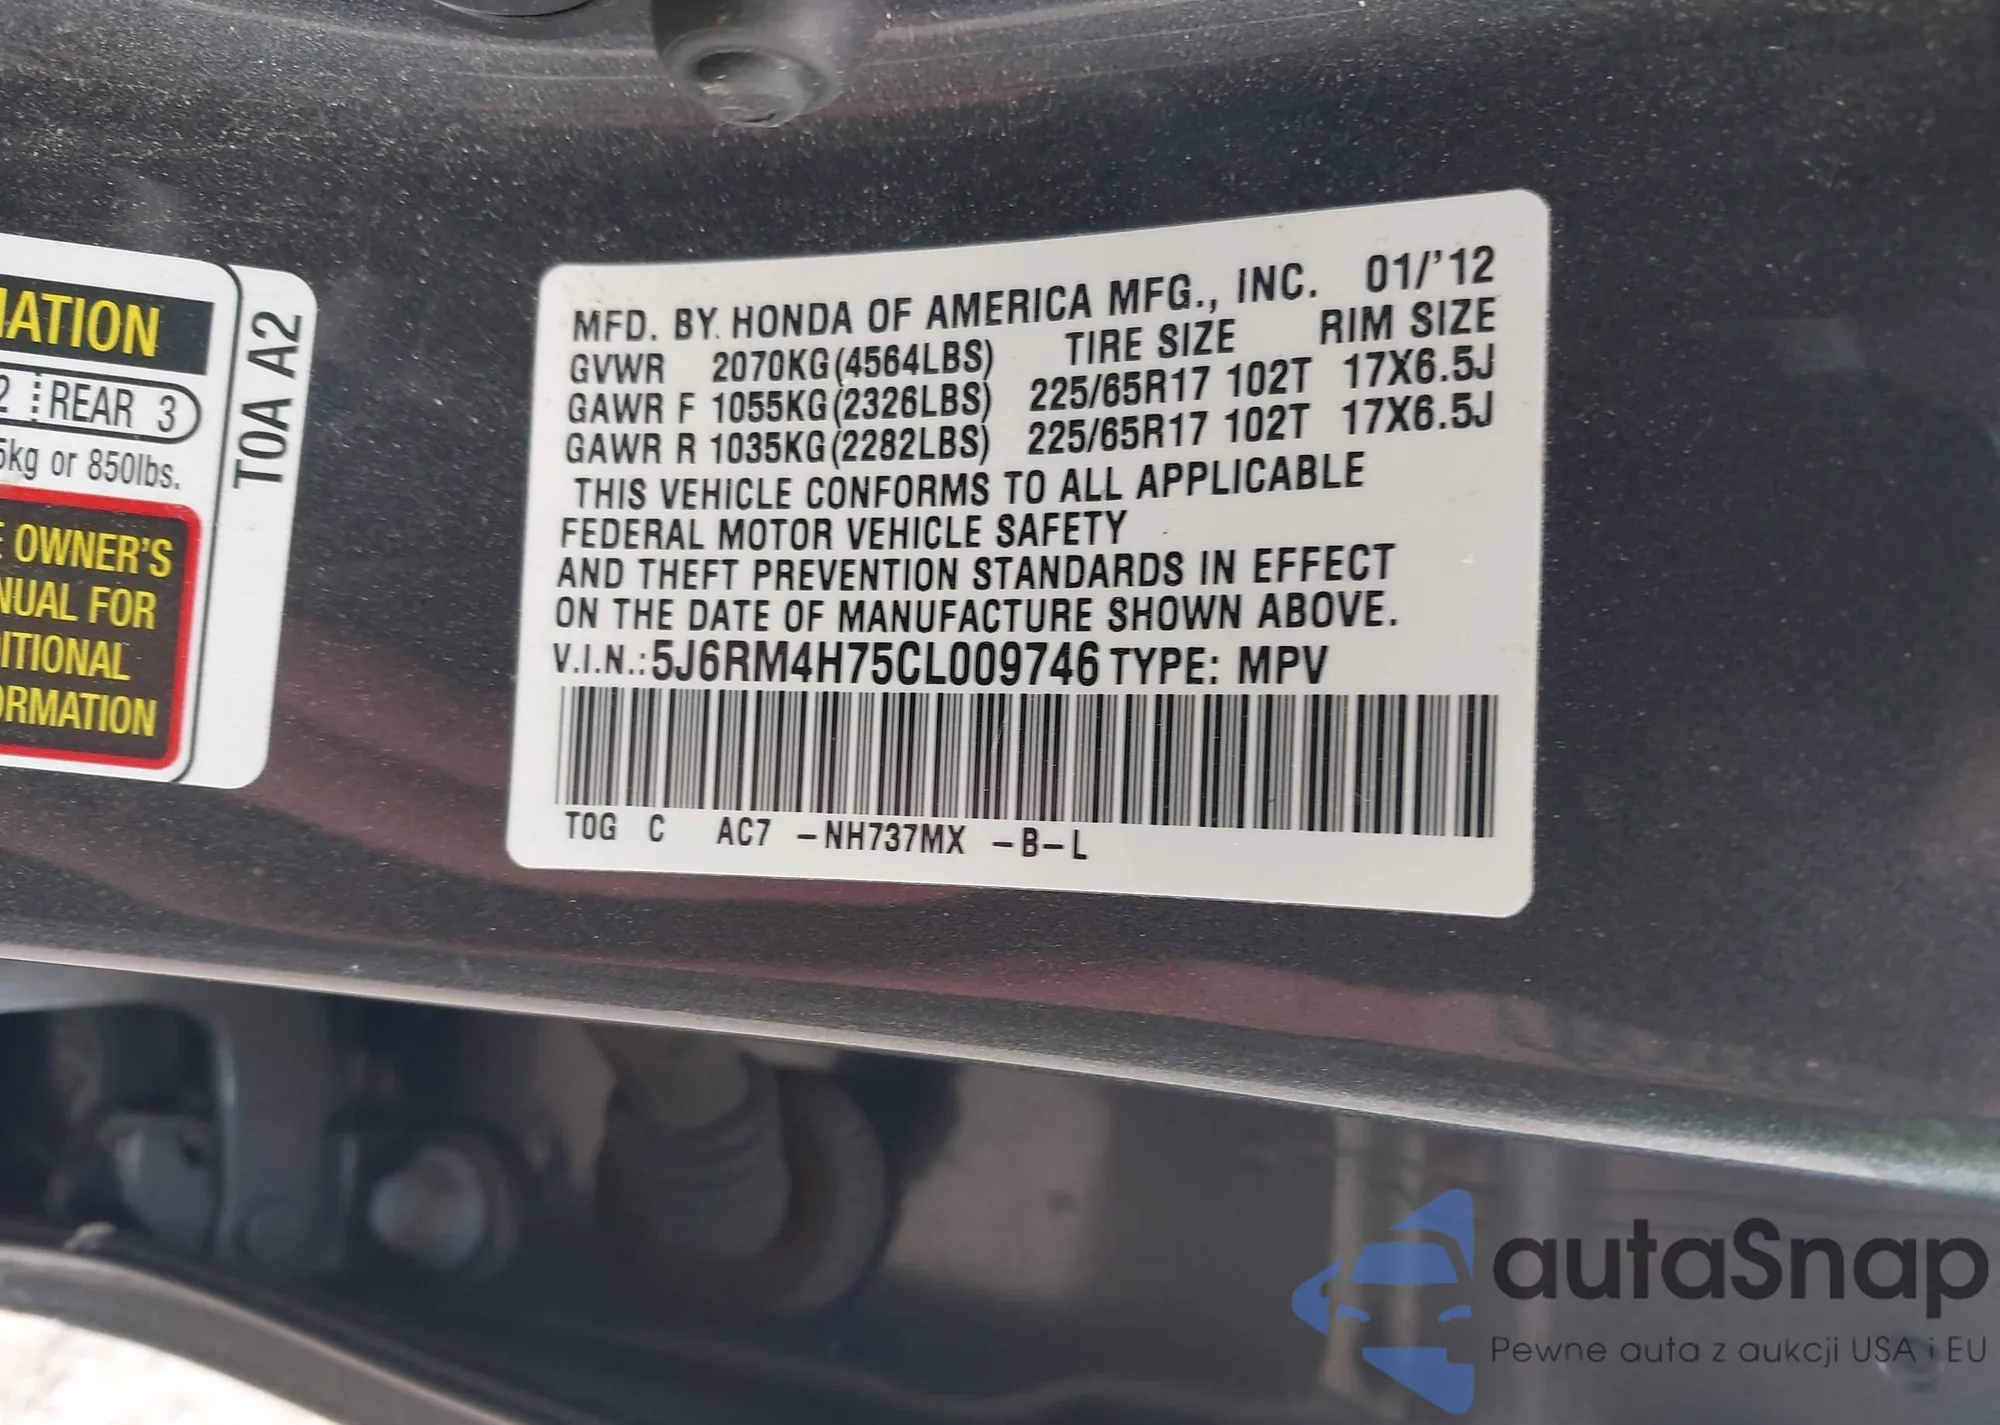 IATION
2 REAR 3
5kg or 850lbs.
OWNER'S
NUAL FOR
ITIONAL
ORMATION
T0A A2
MFD. BY. HONDA OF AMERICA MFG., INC. 01/'12
GVWR 2070KG(4564LBS) TIRE SIZE RIM SIZE
GAWR F 1055KG(2326LBS) 225/65R17 102T 17X6.5J
GAWR R 1035KG(2282LBS) 225/65R17 102T 17X6.5J
THIS VEHICLE CONFORMS TO ALL APPLICABLE
FEDERAL MOTOR VEHICLE SAFETY
AND THEFT PREVENTION STANDARDS IN EFFECT
ON THE DATE OF MANUFACTURE SHOWN ABOVE.
V.I.N.:5J6RM4H75CL009746 TYPE: MPV
T0G C AC7 -NH737MX -B-L
autaSnap
Pewne auta z aukcji USA i EU